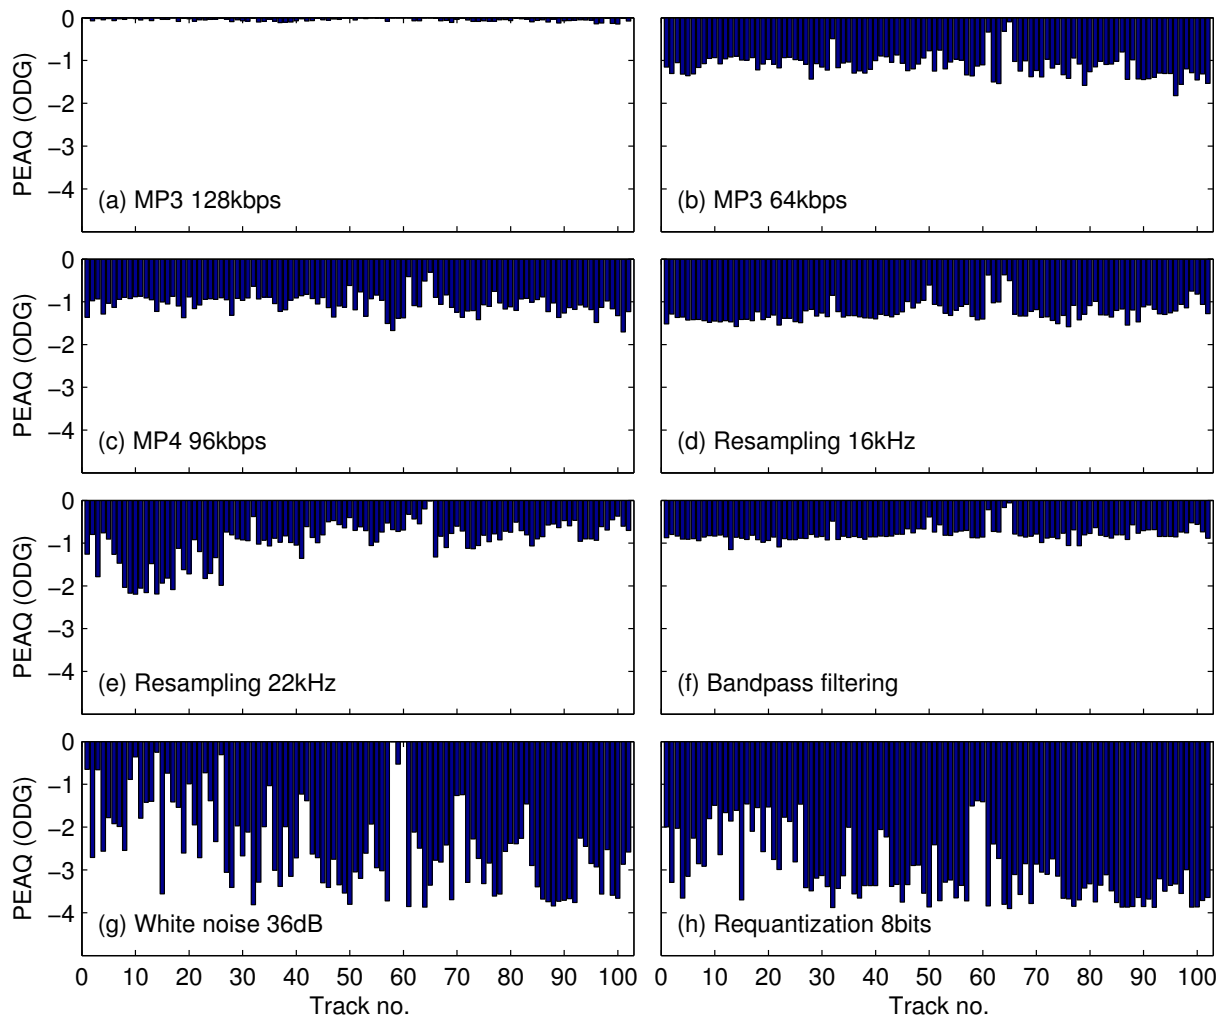 0
−1
−2
−3
−4
PEAQ (ODG)
(a) MP3 128kbps
(b) MP3 64kbps
0
−1
−2
−3
−4
PEAQ (ODG)
(c) MP4 96kbps
(d) Resampling 16kHz
0
−1
−2
−3
−4
PEAQ (ODG)
(e) Resampling 22kHz
(f) Bandpass filtering
0
−1
−2
−3
−4
PEAQ (ODG)
(g) White noise 36dB
(h) Requantization 8bits
0 10 20 30 40 50 60 70 80 90 100
Track no.
10 20 30 40 50 60 70 80 90 100
Track no.